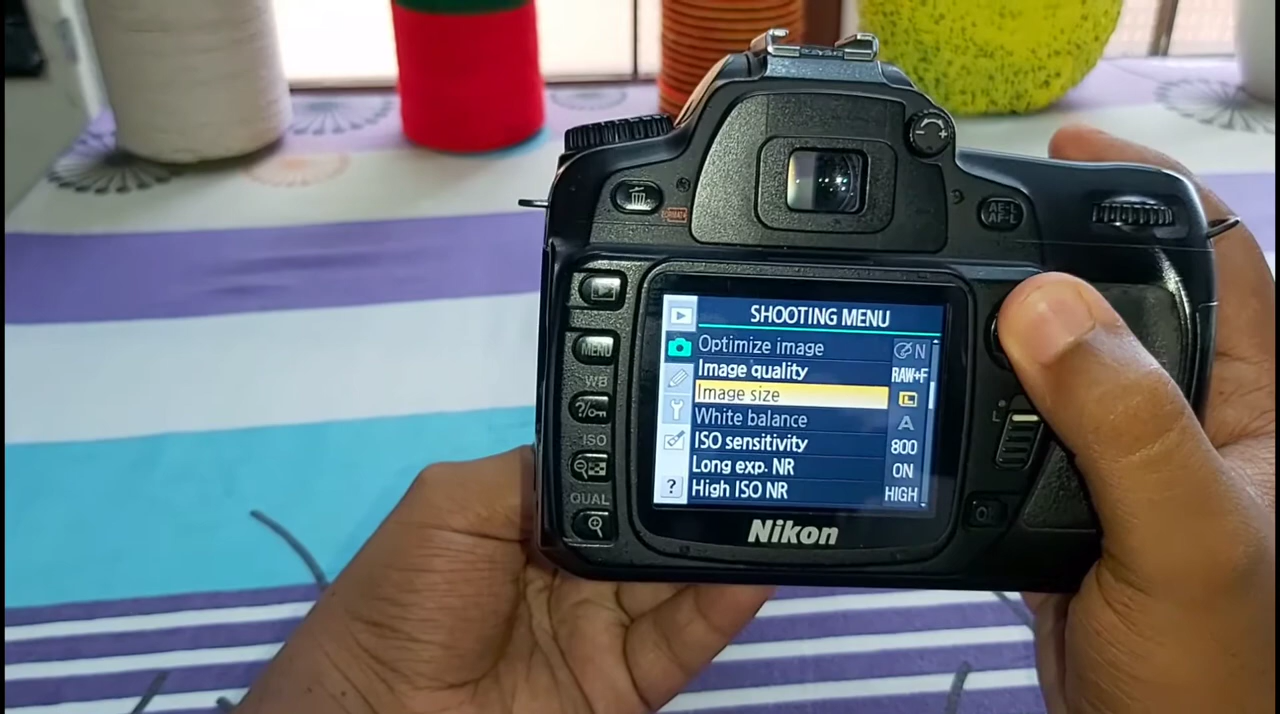 FORMAT
AE-L
AF-L
SHOOTING MENU
Optimize image N
Image quality RAW+F
Image size L
White balance A
ISO sensitivity 800
Long exp. NR ON
High ISO NR HIGH
?
MENU
WB
?/
ISO
QUAL
L
Nikon